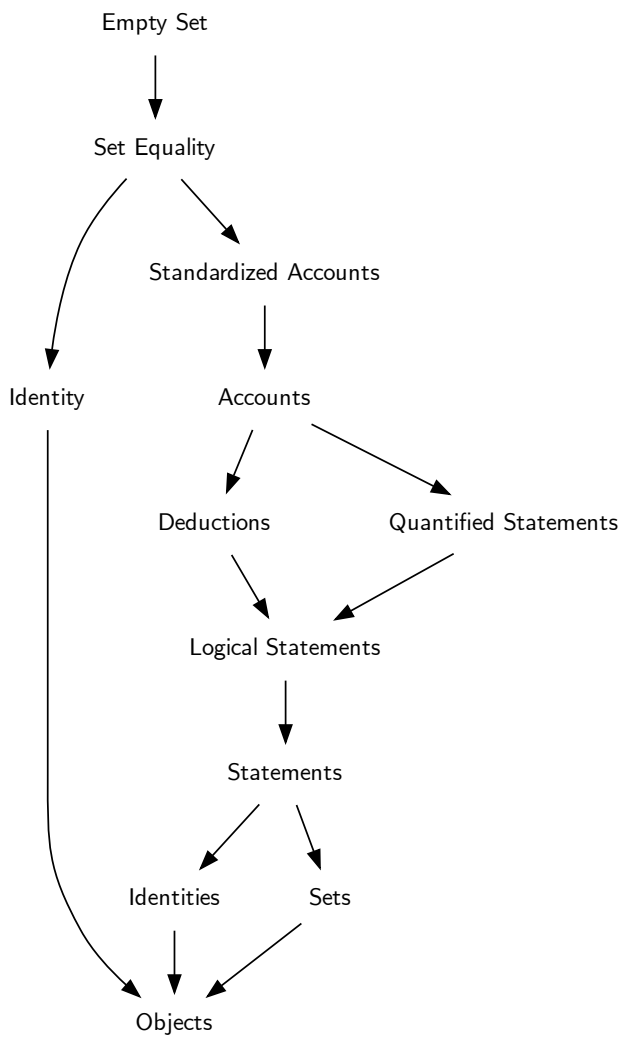 Empty Set
Set Equality
Standardized Accounts
Identity
Accounts
Deductions
Quantified Statements
Logical Statements
Statements
Identities
Sets
Objects